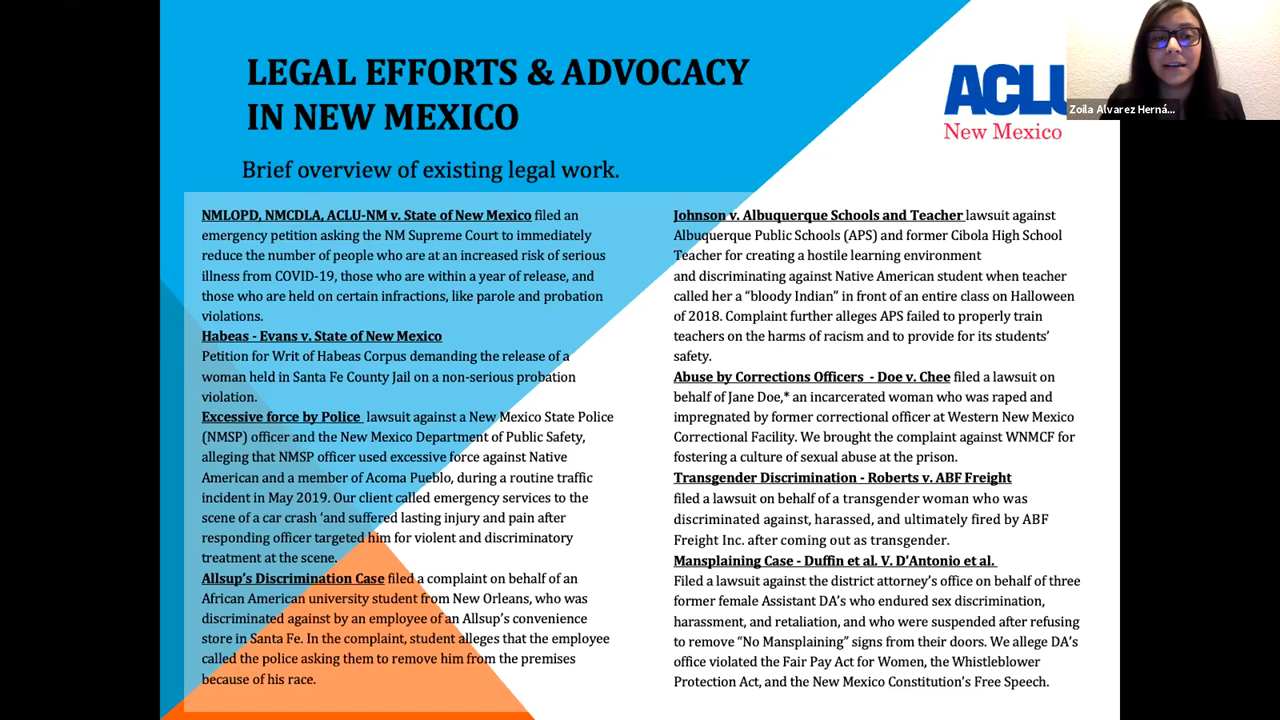 LEGAL EFFORTS & ADVOCACY
IN NEW MEXICO
Brief overview of existing legal work.
ACLU
New Mexico
Zoila Alvarez Herná...
NMLOPD, NMCDLA, ACLU-NM v. State of New Mexico filed an
emergency petition asking the NM Supreme Court to immediately
reduce the number of people who are at an increased risk of serious
illness from COVID-19, those who are within a year of release, and
those who are held on certain infractions, like parole and probation
violations.
Habeas - Evans v. State of New Mexico
Petition for Writ of Habeas Corpus demanding the release of a
woman held in Santa Fe County Jail on a non-serious probation
violation.
Excessive force by Police lawsuit against a New Mexico State Police
(NMSP) officer and the New Mexico Department of Public Safety,
alleging that NMSP officer used excessive force against Native
American and a member of Acoma Pueblo, during a routine traffic
incident in May 2019. Our client called emergency services to the
scene of a car crash ‘and suffered lasting injury and pain after
responding officer targeted him for violent and discriminatory
treatment at the scene.
Allsup’s Discrimination Case filed a complaint on behalf of an
African American university student from New Orleans, who was
discriminated against by an employee of an Allsup’s convenience
store in Santa Fe. In the complaint, student alleges that the employee
called the police asking them to remove him from the premises
because of his race.
Johnson v. Albuquerque Schools and Teacher lawsuit against
Albuquerque Public Schools (APS) and former Cibola High School
Teacher for creating a hostile learning environment
and discriminating against Native American student when teacher
called her a “bloody Indian” in front of an entire class on Halloween
of 2018. Complaint further alleges APS failed to properly train
teachers on the harms of racism and to provide for its students’
safety.
Abuse by Corrections Officers - Doe v. Chee filed a lawsuit on
behalf of Jane Doe,* an incarcerated woman who was raped and
impregnated by former correctional officer at Western New Mexico
Correctional Facility. We brought the complaint against WNMCF for
fostering a culture of sexual abuse at the prison.
Transgender Discrimination - Roberts v. ABF Freight
filed a lawsuit on behalf of a transgender woman who was
discriminated against, harassed, and ultimately fired by ABF
Freight Inc. after coming out as transgender.
Mansplaining Case - Duffin et al. V. D’Antonio et al.
Filed a lawsuit against the district attorney’s office on behalf of three
former female Assistant DA’s who endured sex discrimination,
harassment, and retaliation, and who were suspended after refusing
to remove “No Mansplaining” signs from their doors. We allege DA’s
office violated the Fair Pay Act for Women, the Whistleblower
Protection Act, and the New Mexico Constitution’s Free Speech.